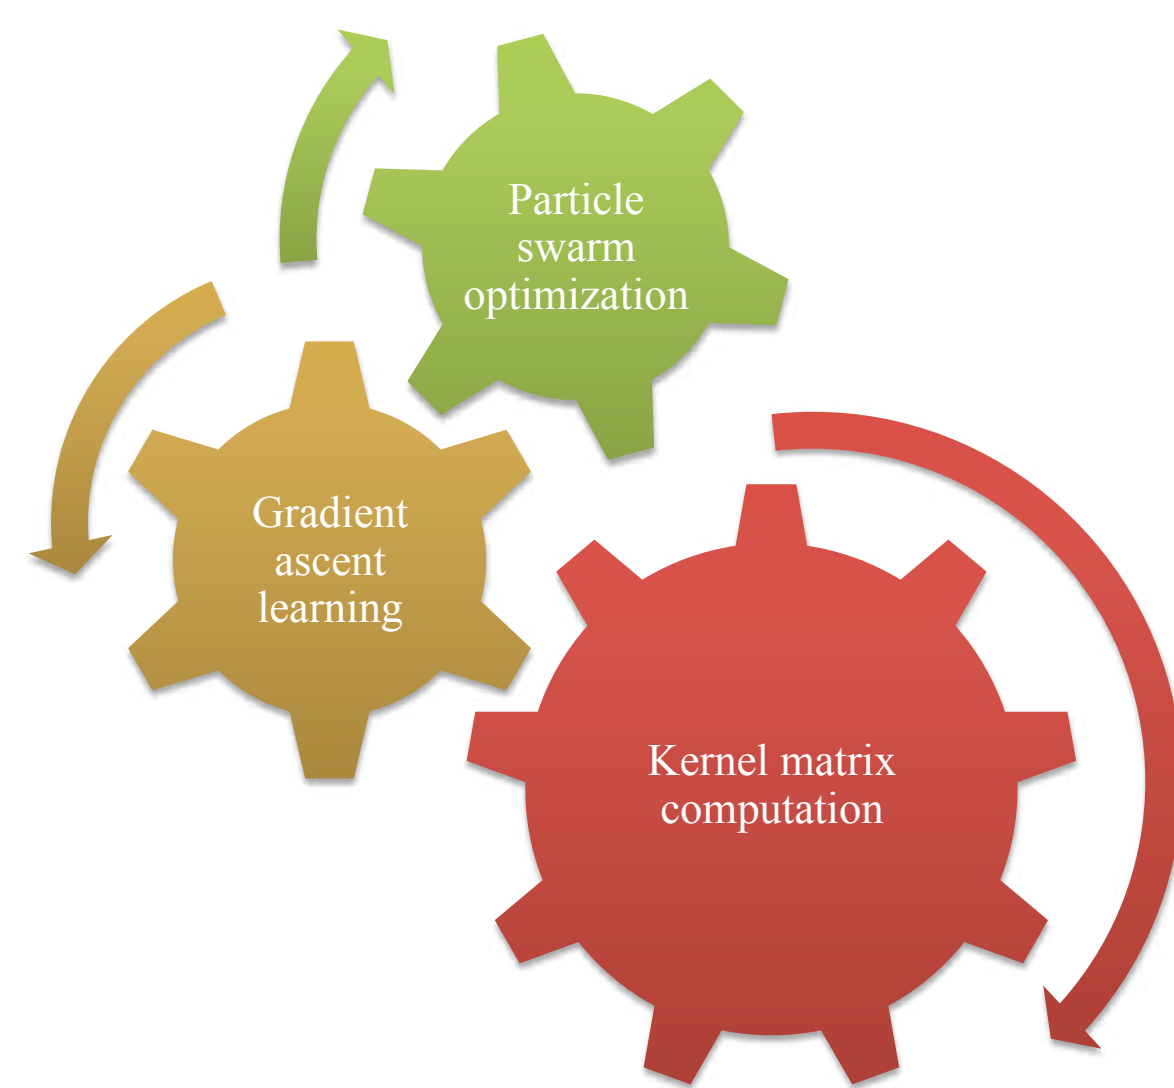 Particle
swarm
optimization
Gradient
ascent
learning
Kernel matrix
computation